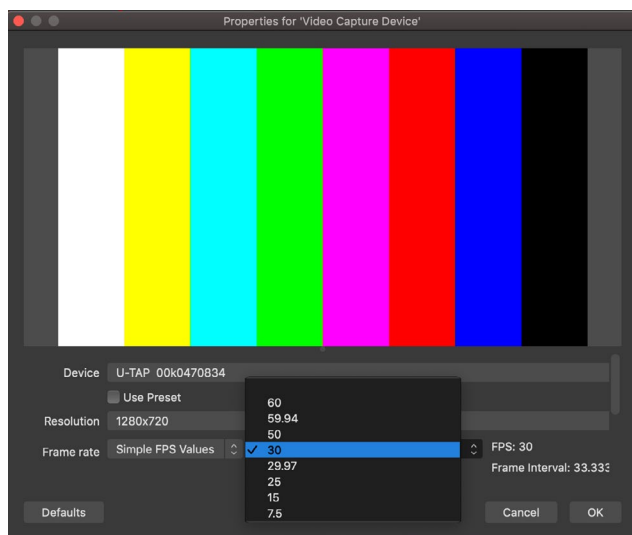 Properties for 'Video Capture Device'
Device U-TAP 00k0470834
Use Preset
Resolution 1280x720
Frame rate Simple FPS Values
60
59.94
50
✓ 30
29.97
25
15
7.5
FPS: 30
Frame Interval: 33.333
Defaults
Cancel OK